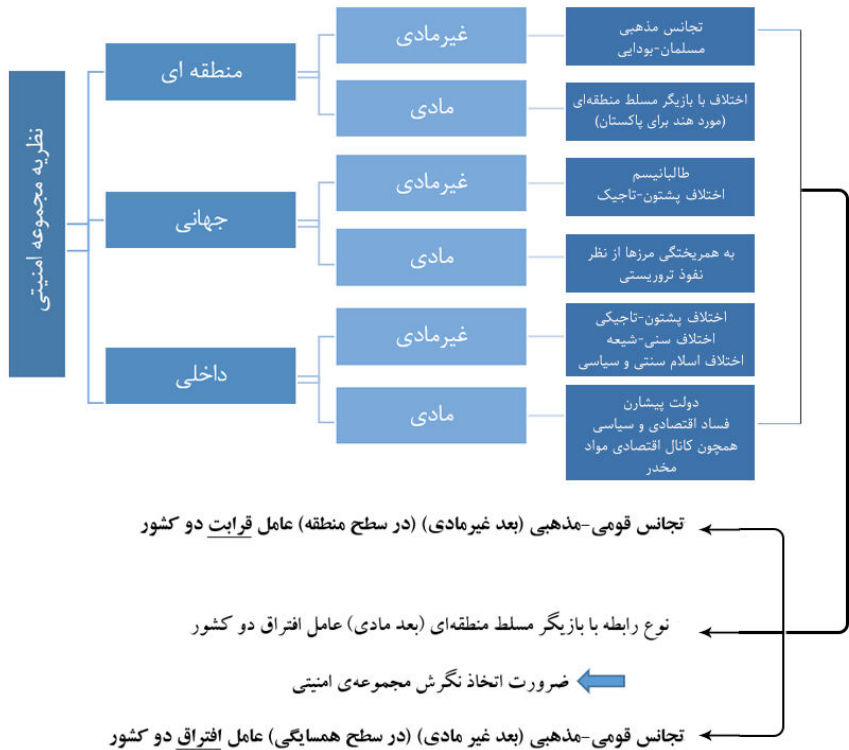 نظریه مجموعه امنیتی
منطقه ای
غیرمادی
تجانس مذهبی
مسلمان-بودایی
مادی
اختلاف با بازیگر مسلط منطقه‌ای
(مورد هند برای پاکستان)
جهانی
غیرمادی
طالبانیسم
اختلاف پشتون-تاجیک
مادی
به همریختگی مرزها از نظر
نفوذ تروریستی
داخلی
غیرمادی
اختلاف پشتون-تاجیکی
اختلاف سنی-شیعه
اختلاف اسلام سنتی و سیاسی
مادی
دولت پیشارن
فساد اقتصادی و سیاسی
همچون کانال اقتصادی مواد
مخدر
تجانس قومی-مذهبی (بعد غیرمادی) (در سطح منطقه) عامل قرابت دو کشور
نوع رابطه با بازیگر مسلط منطقه‌ای (بعد مادی) عامل افتراق دو کشور
ضرورت اتخاذ نگرش مجموعه‌ی امنیتی
تجانس قومی-مذهبی (بعد غیر مادی) (در سطح همسایگی) عامل افتراق دو کشور